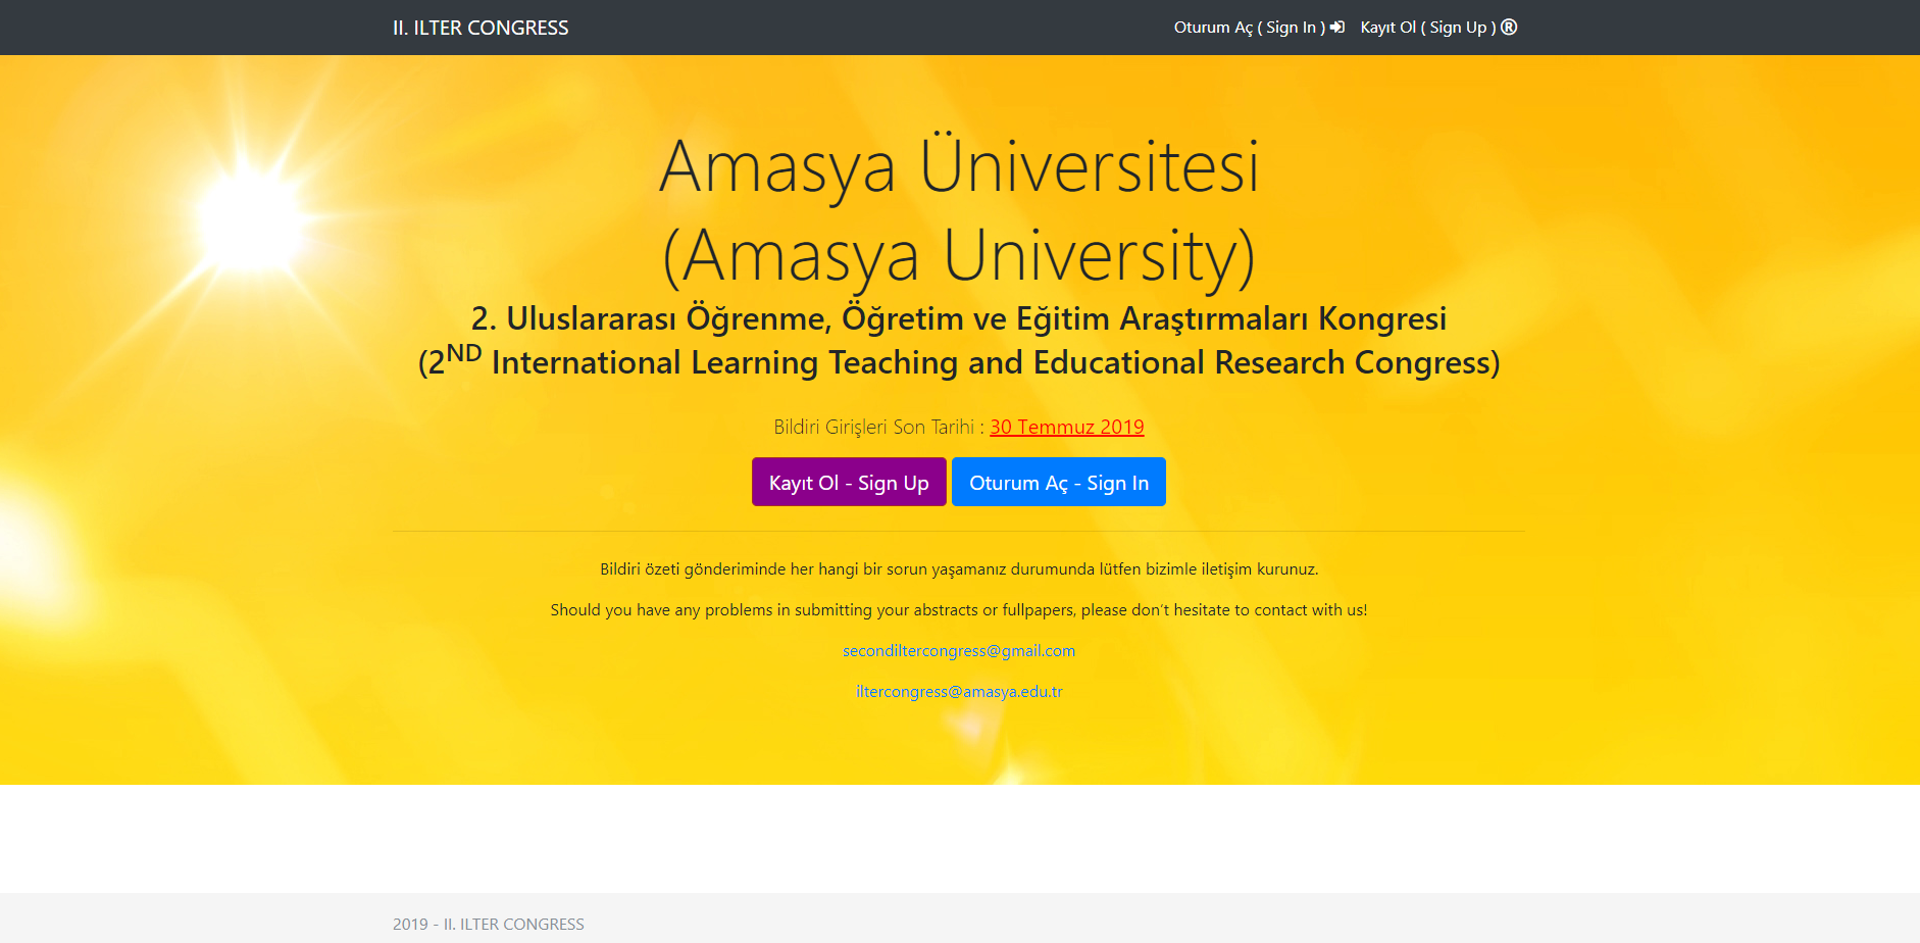 II. ILTER CONGRESS
Oturum Aç ( Sign In )
Kayıt Ol ( Sign Up ) ®
Amasya Üniversitesi
(Amasya University)
2. Uluslararası Öğrenme, Öğretim ve Eğitim Araştırmaları Kongresi
(2ND International Learning Teaching and Educational Research Congress)
Bildiri Girişleri Son Tarihi : 30 Temmuz 2019
Kayıt Ol - Sign Up
Oturum Aç - Sign In
Bildiri özeti gönderiminde her hangi bir sorun yaşamanız durumunda lütfen bizimle iletişim kurunuz.
Should you have any problems in submitting your abstracts or fullpapers, please don´t hesitate to contact with us!
secondiltercongress@gmail.com
iltercongress@amasya.edu.tr
2019 - II. ILTER CONGRESS